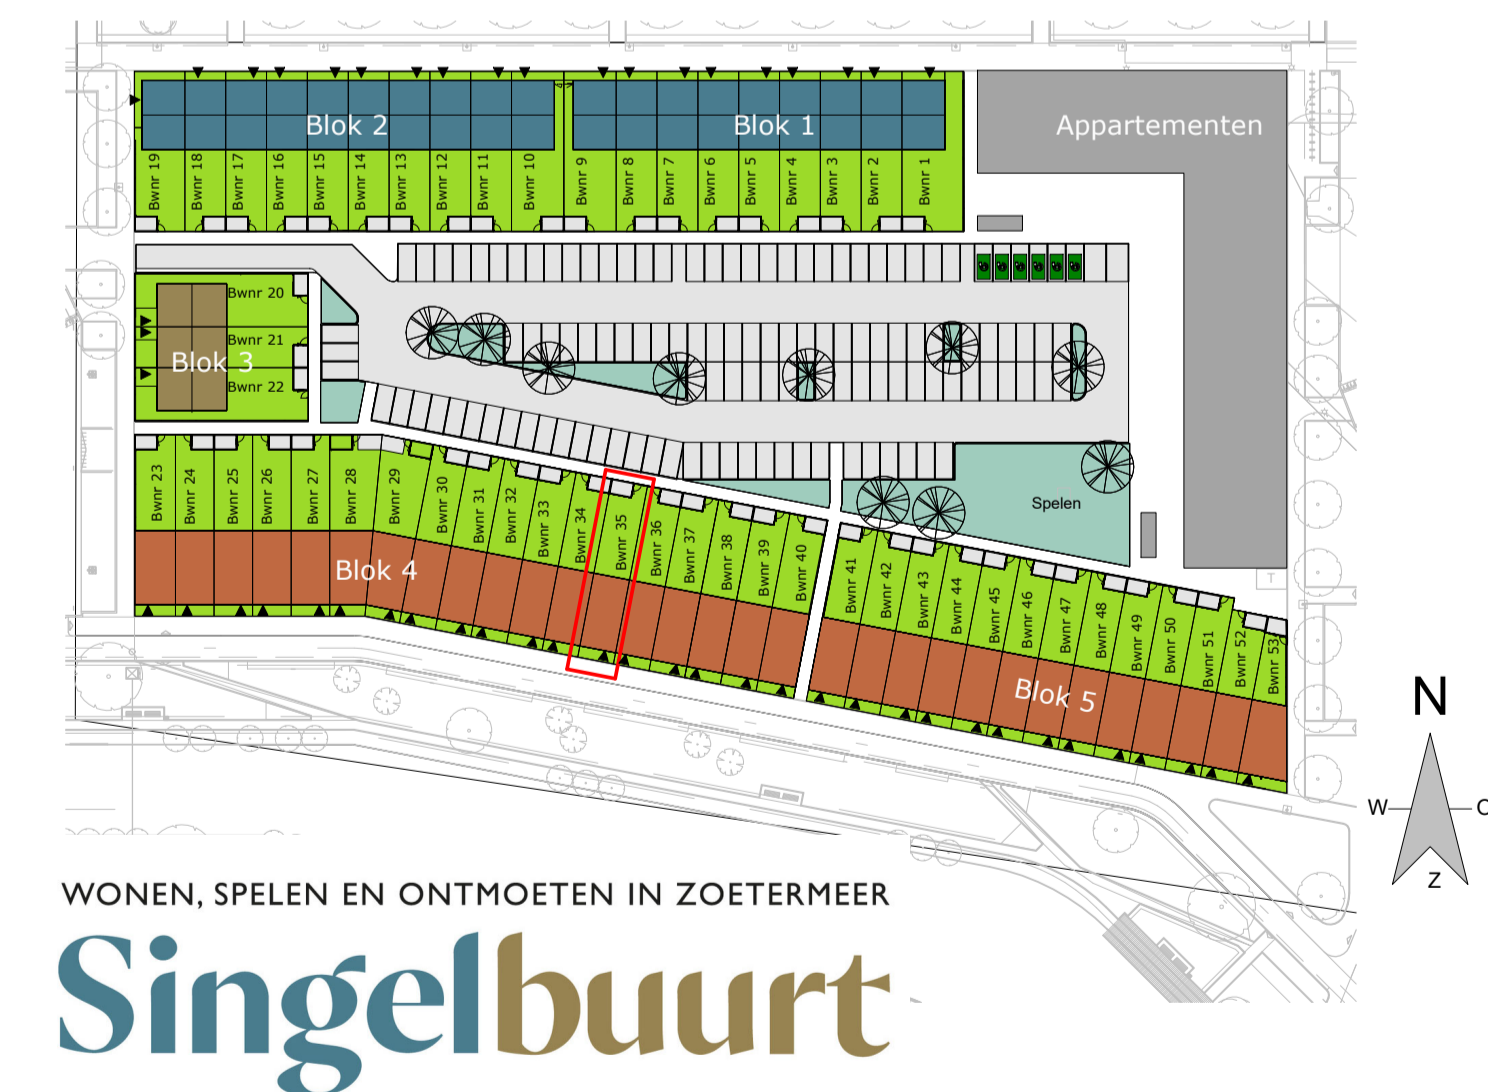 Blok 2
Blok 1
Appartementen
Bwnr 19
Bwnr 18
Bwnr 17
Bwnr 16
Bwnr 15
Bwnr 14
Bwnr 13
Bwnr 12
Bwnr 11
Bwnr 10
Bwnr 9
Bwnr 8
Bwnr 7
Bwnr 6
Bwnr 5
Bwnr 4
Bwnr 3
Bwnr 2
Bwnr 1
Bwnr 20
Bwnr 21
Blok 3
Bwnr 22
Bwnr 23
Bwnr 24
Bwnr 25
Bwnr 26
Bwnr 27
Bwnr 28
Bwnr 29
Bwnr 30
Bwnr 31
Bwnr 32
Bwnr 33
Bwnr 34
Bwnr 35
Bwnr 36
Bwnr 37
Bwnr 38
Bwnr 39
Bwnr 40
Spelen
Bwnr 41
Bwnr 42
Bwnr 43
Bwnr 44
Bwnr 45
Bwnr 46
Bwnr 47
Bwnr 48
Bwnr 49
Bwnr 50
Bwnr 51
Bwnr 52
Bwnr 53
T
Blok 4
Blok 5
N
W
O
Z
WONEN, SPELEN EN ONTMOETEN IN ZOETERMEER
Singelbuurt